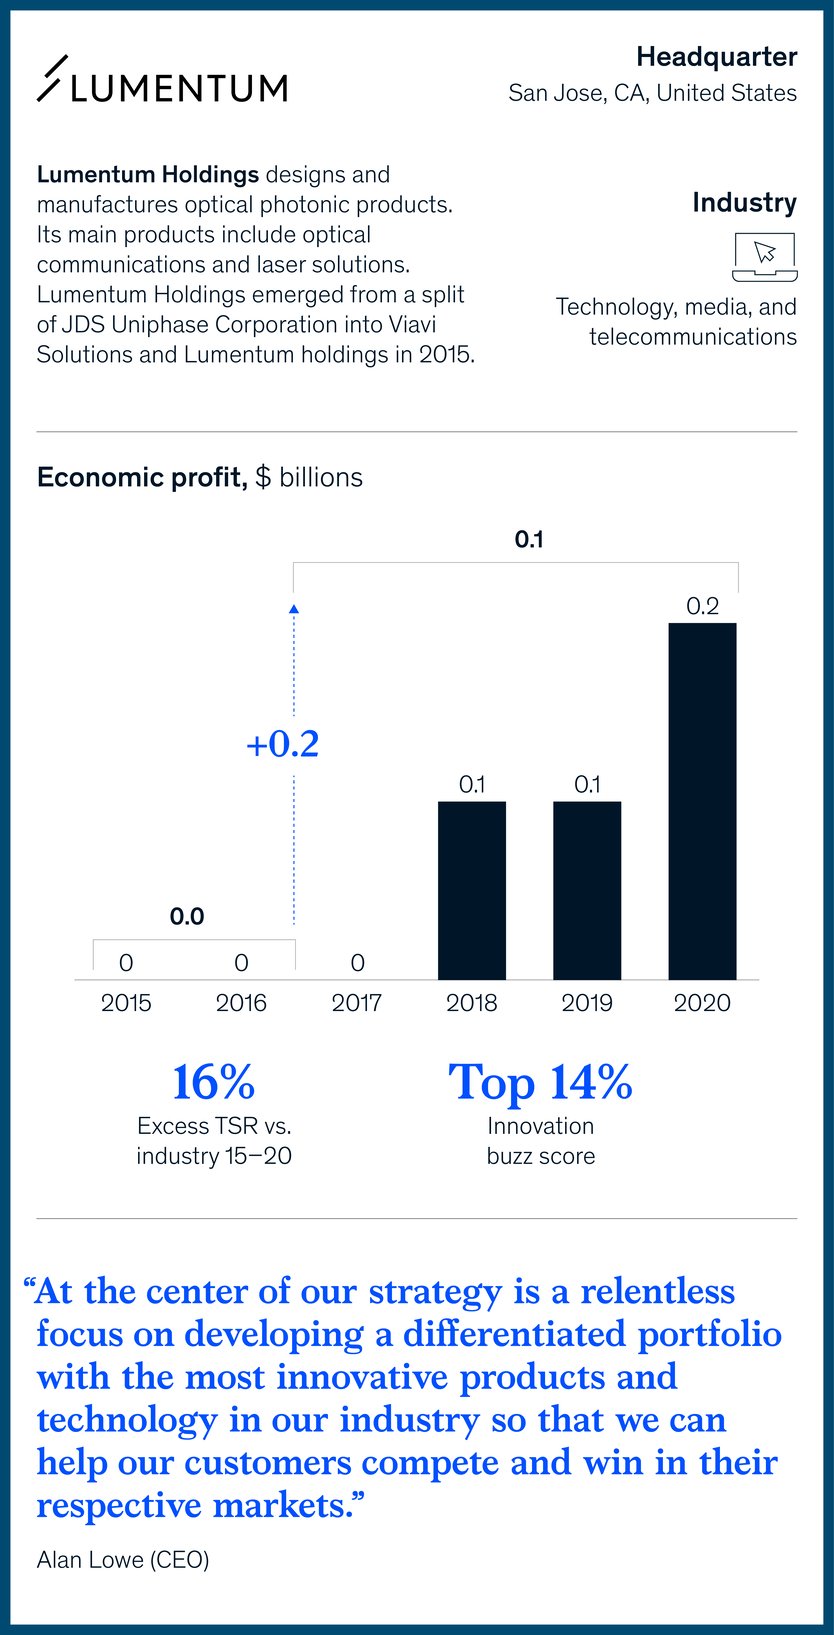 LUMENTUM
Headquarter
San Jose, CA, United States
Lumentum Holdings designs and
manufactures optical photonic products.
Its main products include optical
communications and laser solutions.
Lumentum Holdings emerged from a split
of JDS Uniphase Corporation into Viavi
Solutions and Lumentum holdings in 2015.
Industry
Technology, media, and
telecommunications
Economic profit, $ billions
0.1
0.2
+0.2
0.1
0.1
0.0
0
0
0
2015
2016
2017
2018
2019
2020
16%
Excess TSR vs.
industry 15–20
Top 14%
Innovation
buzz score
“At the center of our strategy is a relentless
focus on developing a differentiated portfolio
with the most innovative products and
technology in our industry so that we can
help our customers compete and win in their
respective markets.”
Alan Lowe (CEO)